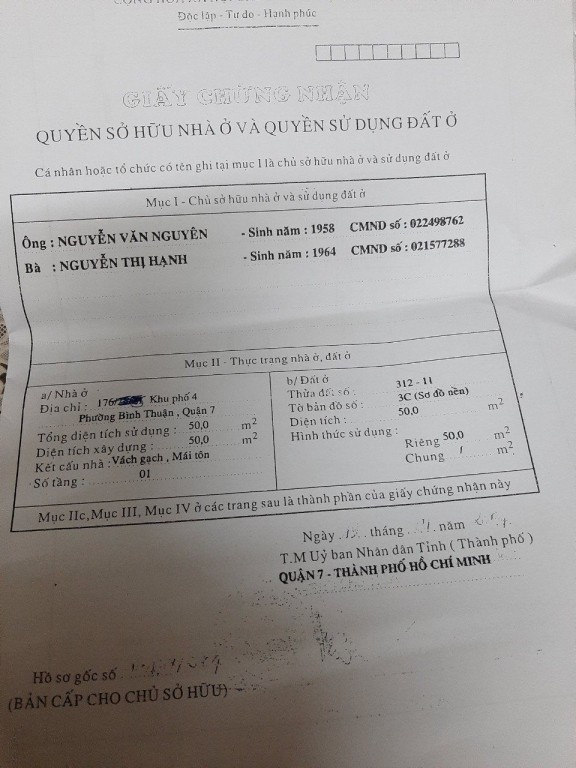 Độc lập - Tự do - Hạnh phúc
GIẤY CHỨNG NHẬN
QUYỀN SỞ HỮU NHÀ Ở VÀ QUYỀN SỬ DỤNG ĐẤT Ở
Cá nhân hoặc tổ chức có tên ghi tại mục I là chủ sở hữu nhà ở và sử dụng đất ở
Mục I - Chủ sở hữu nhà ở và sử dụng đất ở
Ông : NGUYỄN VĂN NGUYÊN - Sinh năm : 1958 CMND số : 022498762
Bà : NGUYỄN THỊ HẠNH - Sinh năm : 1964 CMND số : 021577288
Mục II - Thực trạng nhà ở, đất ở
a/ Nhà ở
Địa chỉ : 176/ Khu phố 4
Phường Bình Thuận , Quận 7
Tổng diện tích sử dụng : 50,0 m2
Diện tích xây dựng : 50,0 m2
Kết cấu nhà : Vách gạch , Mái tôn
Số tầng : 01
b/ Đất ở
Thửa đất số : 312 - 11
Tờ bản đồ số : 3C (Sơ đồ nền)
Diện tích : 50,0 m2
Hình thức sử dụng :
Riêng 50,0 m2
Chung / m2
Mục IIc, Mục III, Mục IV ở các trang sau là thành phần của giấy chứng nhận này
Ngày tháng năm
T.M Uỷ ban Nhân dân Tỉnh ( Thành phố )
QUẬN 7 - THÀNH PHỐ HỒ CHÍ MINH
Hồ sơ gốc số
(BẢN CẤP CHO CHỦ SỞ HỮU)